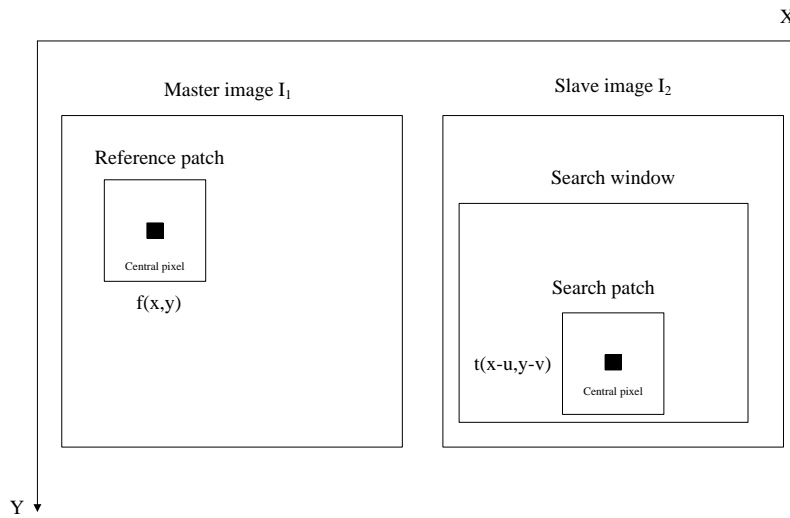 X
Master image I₁
Slave image I₂
Reference patch
Search window
Central pixel
f(x,y)
Search patch
t(x-u,y-v)
Central pixel
Y